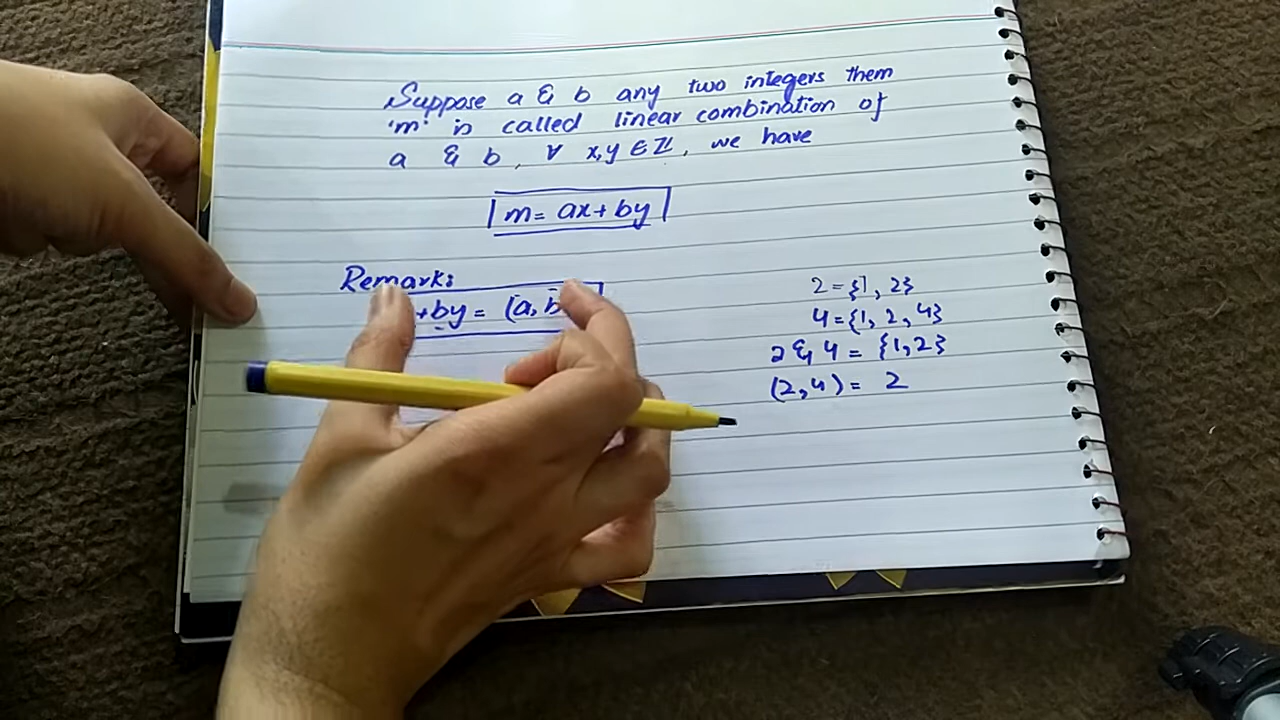 Suppose a & b any two integers them
'm' is called linear combination of
a & b, ∀ x,y ∈ ℤ, we have
m = ax + by
Remark:
+by = (a, b
2 = {1, 2}
4 = {1, 2, 4}
2 & 4 = {1, 2}
(2, 4) = 2